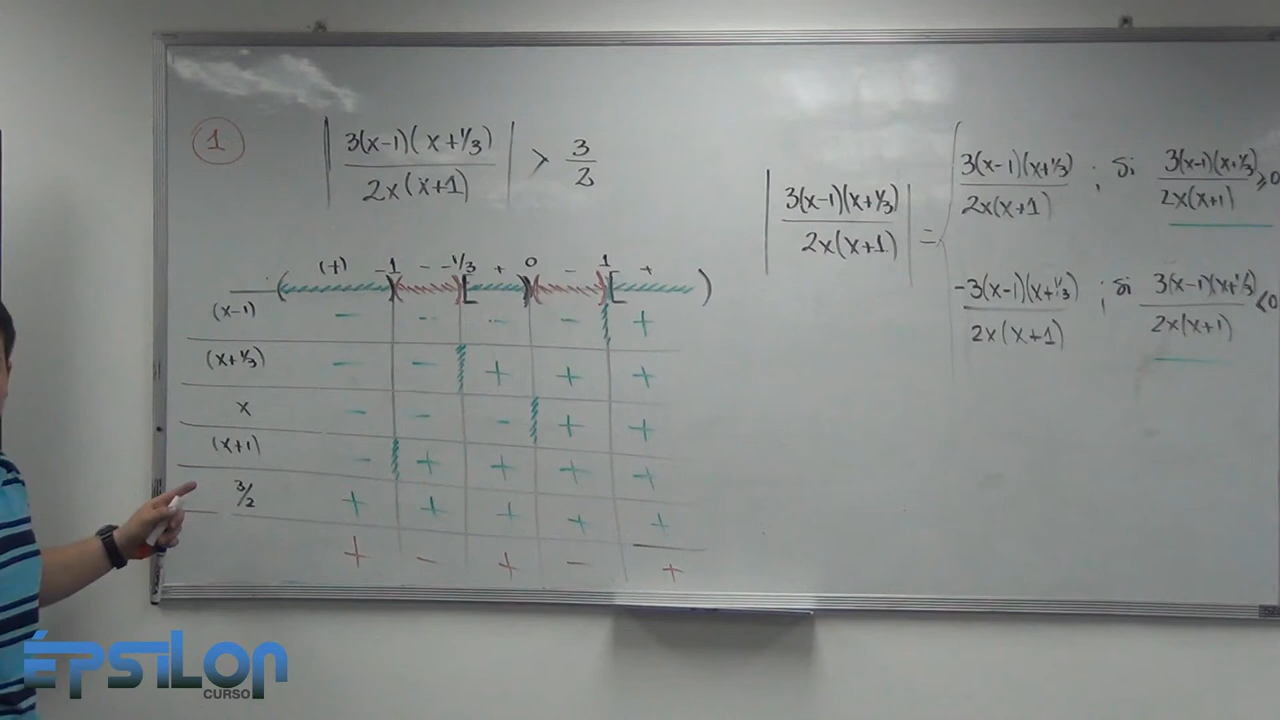 1
| 3(x-1)(x+1/3) / 2x(x+1) | > 3/2
(+) -1 - -1/3 + 0 - 1 +
(x-1) - - - - +
(x+1/3) - - + + +
x - - - + +
(x+1) - + + + +
3/2 + + + + +
+ - + - +
| 3(x-1)(x+1/3) / 2x(x+1) | =
3(x-1)(x+1/3) / 2x(x+1) ; si 3(x-1)(x+1/3) / 2x(x+1) ≥ 0
-3(x-1)(x+1/3) / 2x(x+1) ; si 3(x-1)(x+1/3) / 2x(x+1) < 0
ÉPSILON
CURSO